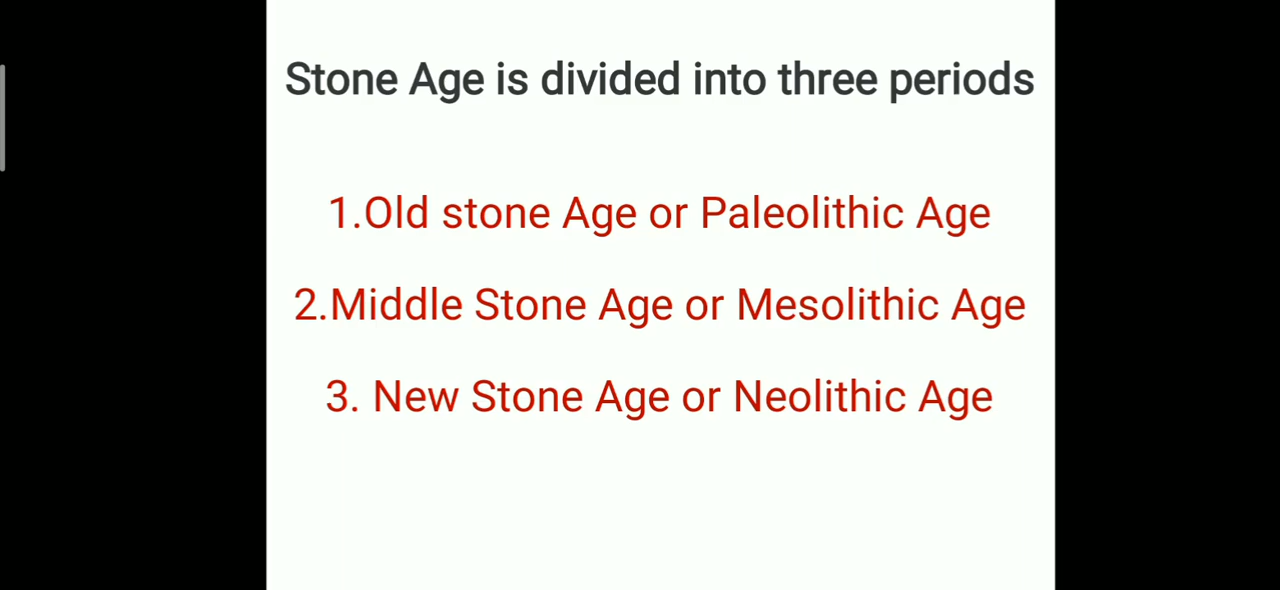 Stone Age is divided into three periods
1.Old stone Age or Paleolithic Age
2.Middle Stone Age or Mesolithic Age
3. New Stone Age or Neolithic Age